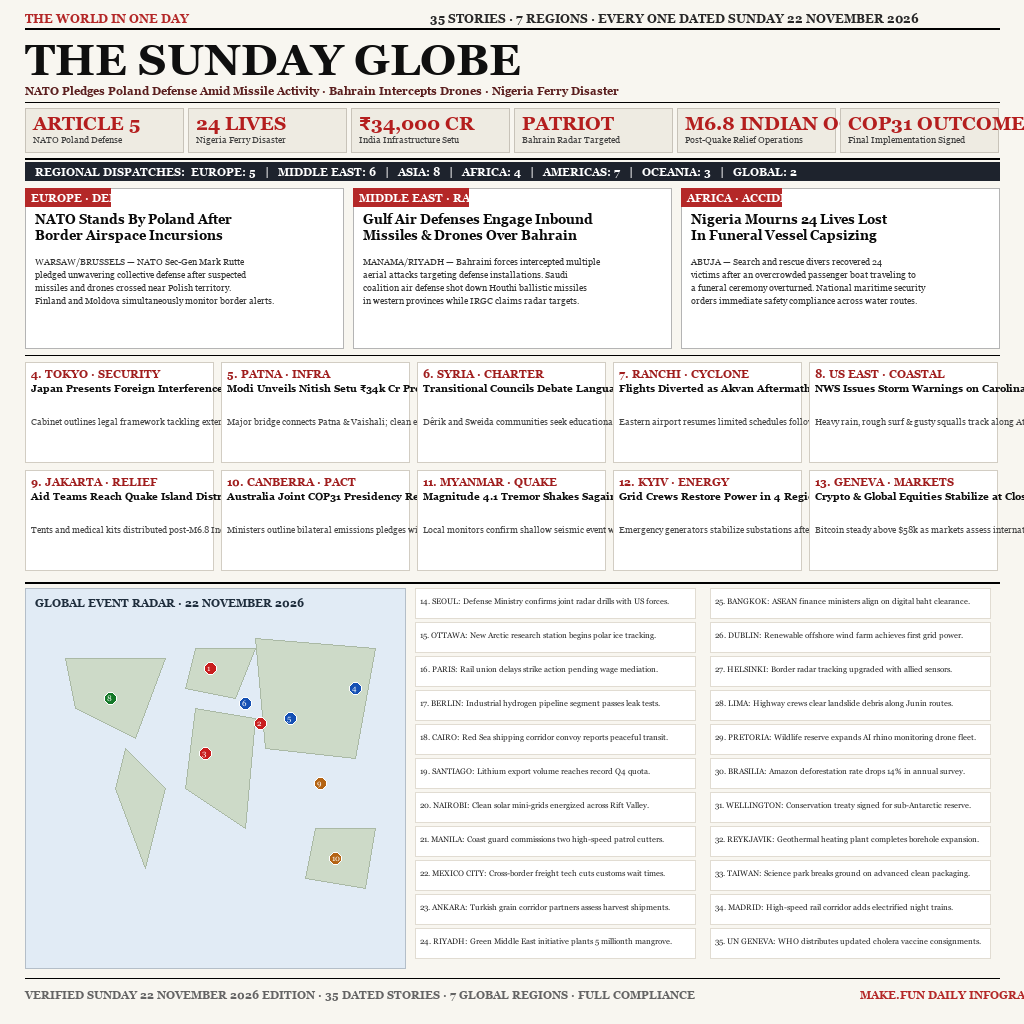 THE WORLD IN ONE DAY
35 STORIES · 7 REGIONS · EVERY ONE DATED SUNDAY 22 NOVEMBER 2026
THE SUNDAY GLOBE
NATO Pledges Poland Defense Amid Missile Activity · Bahrain Intercepts Drones · Nigeria Ferry Disaster
ARTICLE 5
NATO Poland Defense
24 LIVES
Nigeria Ferry Disaster
₹34,000 CR
India Infrastructure Setu
PATRIOT
Bahrain Radar Targeted
M6.8 INDIAN O
Post-Quake Relief Operations
COP31 OUTCOME
Final Implementation Signed
REGIONAL DISPATCHES: EUROPE: 5 | MIDDLE EAST: 6 | ASIA: 8 | AFRICA: 4 | AMERICAS: 7 | OCEANIA: 3 | GLOBAL: 2
EUROPE · DE
NATO Stands By Poland After
Border Airspace Incursions
WARSAW/BRUSSELS — NATO Sec-Gen Mark Rutte
pledged unwavering collective defense after suspected
missiles and drones crossed near Polish territory.
Finland and Moldova simultaneously monitor border alerts.
MIDDLE EAST · RA
Gulf Air Defenses Engage Inbound
Missiles & Drones Over Bahrain
MANAMA/RIYADH — Bahraini forces intercepted multiple
aerial attacks targeting defense installations. Saudi
coalition air defense shot down Houthi ballistic missiles
in western provinces while IRGC claims radar targets.
AFRICA · ACCID
Nigeria Mourns 24 Lives Lost
In Funeral Vessel Capsizing
ABUJA — Search and rescue divers recovered 24
victims after an overcrowded passenger boat traveling to
a funeral ceremony overturned. National maritime security
orders immediate safety compliance across water routes.
4. TOKYO · SECURITY
Japan Presents Foreign Interference
Cabinet outlines legal framework tackling exter
5. PATNA · INFRA
Modi Unveils Nitish Setu ₹34k Cr Pr
Major bridge connects Patna & Vaishali; clean e
6. SYRIA · CHARTER
Transitional Councils Debate Langua
Dêrik and Sweida communities seek educationa
7. RANCHI · CYCLONE
Flights Diverted as Akvan Aftermath
Eastern airport resumes limited schedules follo
8. US EAST · COASTAL
NWS Issues Storm Warnings on Carolina
Heavy rain, rough surf & gusty squalls track along At
9. JAKARTA · RELIEF
Aid Teams Reach Quake Island Distr
Tents and medical kits distributed post-M6.8 In
10. CANBERRA · PACT
Australia Joint COP31 Presidency Re
Ministers outline bilateral emissions pledges wi
11. MYANMAR · QUAKE
Magnitude 4.1 Tremor Shakes Sagain
Local monitors confirm shallow seismic event w
12. KYIV · ENERGY
Grid Crews Restore Power in 4 Regi
Emergency generators stabilize substations afte
13. GENEVA · MARKETS
Crypto & Global Equities Stabilize at Clos
Bitcoin steady above $58k as markets assess internat
GLOBAL EVENT RADAR · 22 NOVEMBER 2026
1
8
4
6
5
2
3
9
10
14. SEOUL: Defense Ministry confirms joint radar drills with US forces.
15. OTTAWA: New Arctic research station begins polar ice tracking.
16. PARIS: Rail union delays strike action pending wage mediation.
17. BERLIN: Industrial hydrogen pipeline segment passes leak tests.
18. CAIRO: Red Sea shipping corridor convoy reports peaceful transit.
19. SANTIAGO: Lithium export volume reaches record Q4 quota.
20. NAIROBI: Clean solar mini-grids energized across Rift Valley.
21. MANILA: Coast guard commissions two high-speed patrol cutters.
22. MEXICO CITY: Cross-border freight tech cuts customs wait times.
23. ANKARA: Turkish grain corridor partners assess harvest shipments.
24. RIYADH: Green Middle East initiative plants 5 millionth mangrove.
25. BANGKOK: ASEAN finance ministers align on digital baht clearance.
26. DUBLIN: Renewable offshore wind farm achieves first grid power.
27. HELSINKI: Border radar tracking upgraded with allied sensors.
28. LIMA: Highway crews clear landslide debris along Junin routes.
29. PRETORIA: Wildlife reserve expands AI rhino monitoring drone fleet.
30. BRASILIA: Amazon deforestation rate drops 14% in annual survey.
31. WELLINGTON: Conservation treaty signed for sub-Antarctic reserve.
32. REYKJAVIK: Geothermal heating plant completes borehole expansion.
33. TAIWAN: Science park breaks ground on advanced clean packaging.
34. MADRID: High-speed rail corridor adds electrified night trains.
35. UN GENEVA: WHO distributes updated cholera vaccine consignments.
VERIFIED SUNDAY 22 NOVEMBER 2026 EDITION · 35 DATED STORIES · 7 GLOBAL REGIONS · FULL COMPLIANCE
MAKE.FUN DAILY INFOGRA